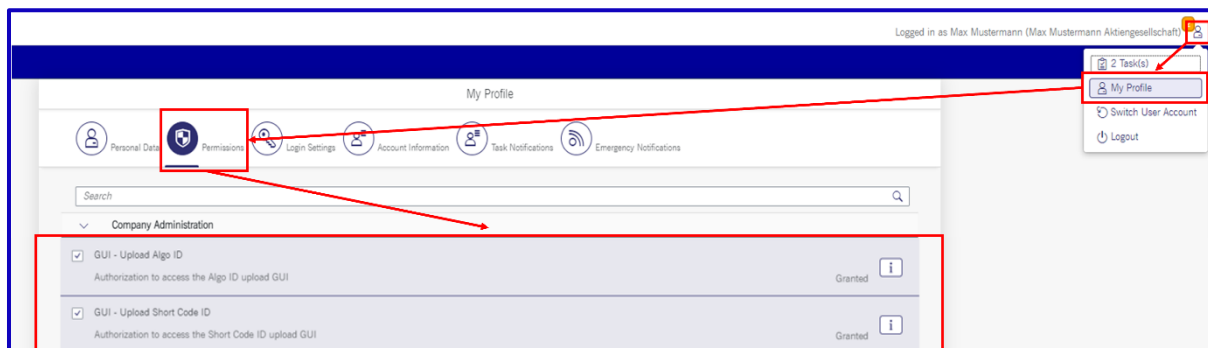 Logged in as Max Mustermann (Max Mustermann Aktiengesellschaft)
2 Task(s)
My Profile
Switch User Account
Logout
My Profile
Personal Data
Permissions
Login Settings
Account Information
Task Notifications
Emergency Notifications
Search
Company Administration
GUI - Upload Algo ID
Authorization to access the Algo ID upload GUI
Granted
i
GUI - Upload Short Code ID
Authorization to access the Short Code ID upload GUI
Granted
i